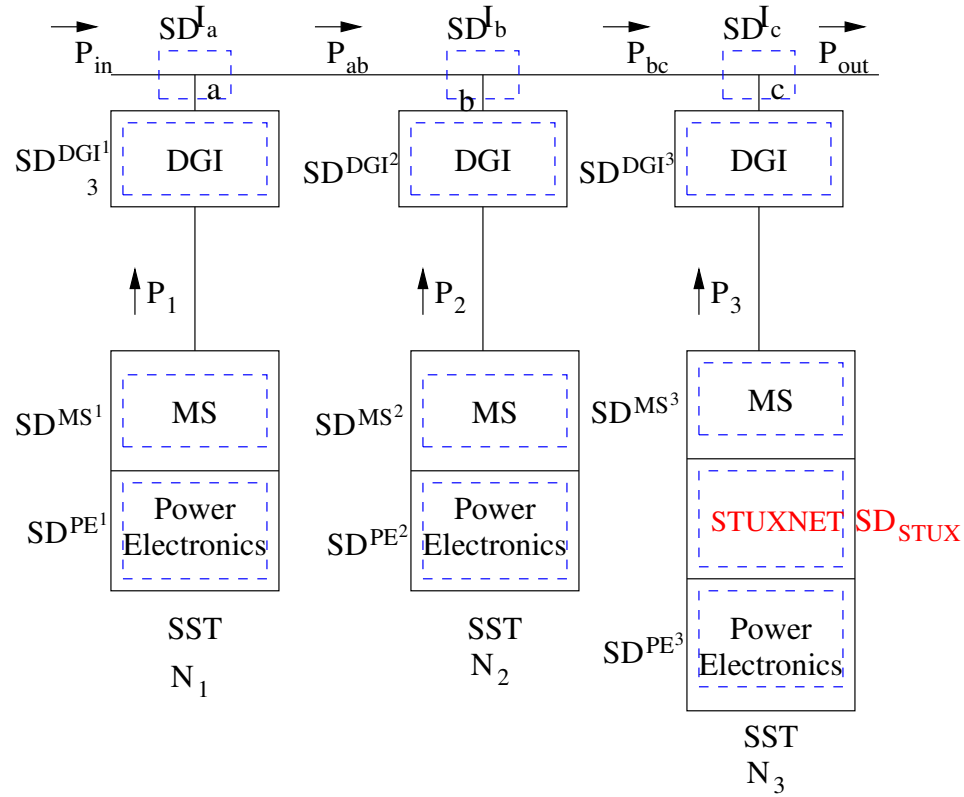 SD I_a SD I_b SD I_c
P_in P_ab P_bc P_out
a b c
SD^DGI^1 DGI SD^DGI^2 DGI SD^DGI^3 DGI
3
P_1 P_2 P_3
SD^MS^1 MS SD^MS^2 MS SD^MS^3 MS
SD^PE^1 Power Electronics
SD^PE^2 Power Electronics
STUXNET SD_STUX
SD^PE^3 Power Electronics
SST
N_1
SST
N_2
SST
N_3